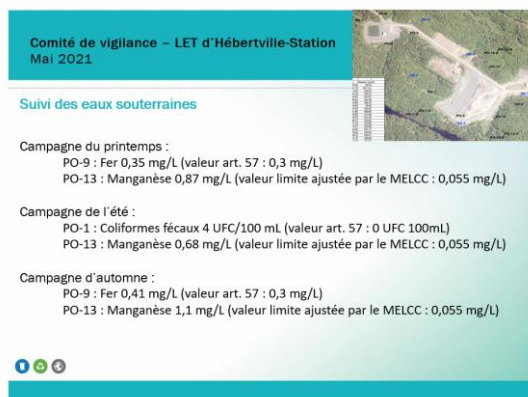 Comité de vigilance – LET d'Hébertville-Station
Mai 2021
Suivi des eaux souterraines
Campagne du printemps :
PO-9 : Fer 0,35 mg/L (valeur art. 57 : 0,3 mg/L)
PO-13 : Manganèse 0,87 mg/L (valeur limite ajustée par le MELCC : 0,055 mg/L)
Campagne de l'été :
PO-1 : Coliformes fécaux 4 UFC/100 mL (valeur art. 57 : 0 UFC 100mL)
PO-13 : Manganèse 0,68 mg/L (valeur limite ajustée par le MELCC : 0,055 mg/L)
Campagne d'automne :
PO-9 : Fer 0,41 mg/L (valeur art. 57 : 0,3 mg/L)
PO-13 : Manganèse 1,1 mg/L (valeur limite ajustée par le MELCC : 0,055 mg/L)